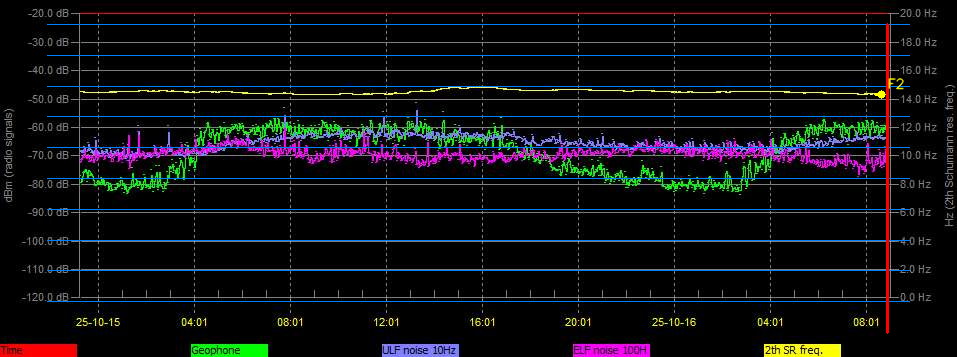 -20.0 dB 20.0 Hz
-30.0 dB 18.0 Hz
-40.0 dB 16.0 Hz
F2
-50.0 dB 14.0 Hz
-60.0 dB 12.0 Hz
-70.0 dB 10.0 Hz
-80.0 dB 8.0 Hz
-90.0 dB 6.0 Hz
-100.0 dB 4.0 Hz
-110.0 dB 2.0 Hz
-120.0 dB 0.0 Hz
dBm (radio signals)
Hz (2th Schumann res. freq.)
25-10-15 04:01 08:01 12:01 16:01 20:01 25-10-16 04:01 08:01
Time Geophone ULF noise 10Hz ELF noise 100H 2th SR freq.